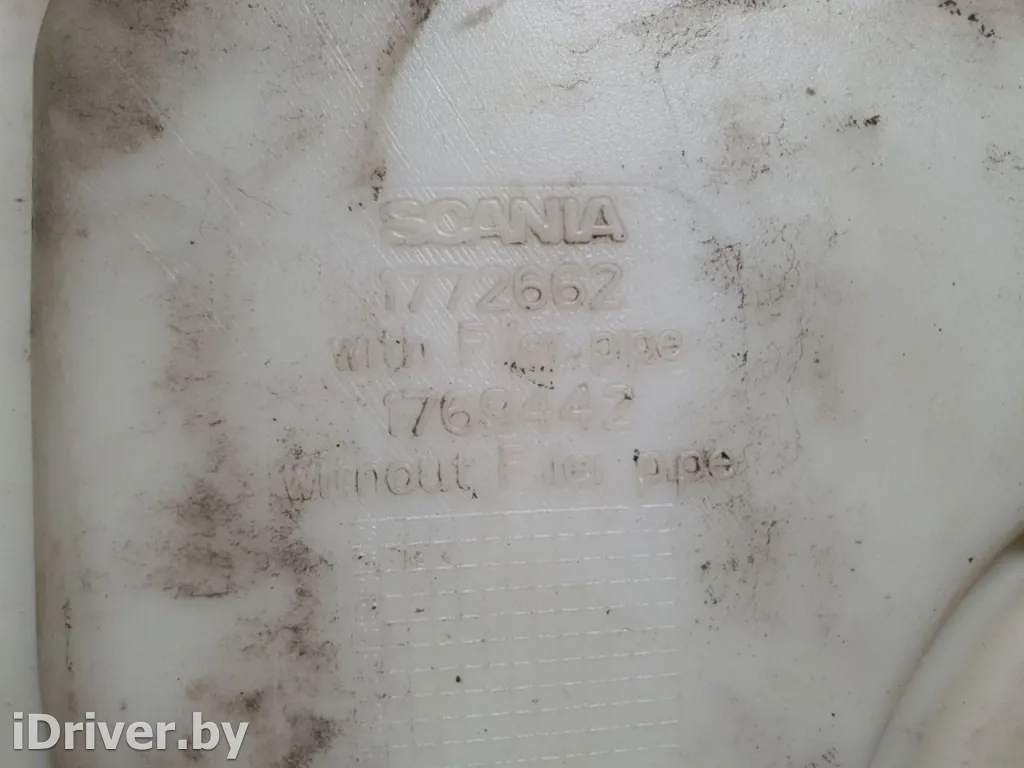 SCANIA
1772662
with Filler pipe
1769442
without Filler pipe
iDriver.by